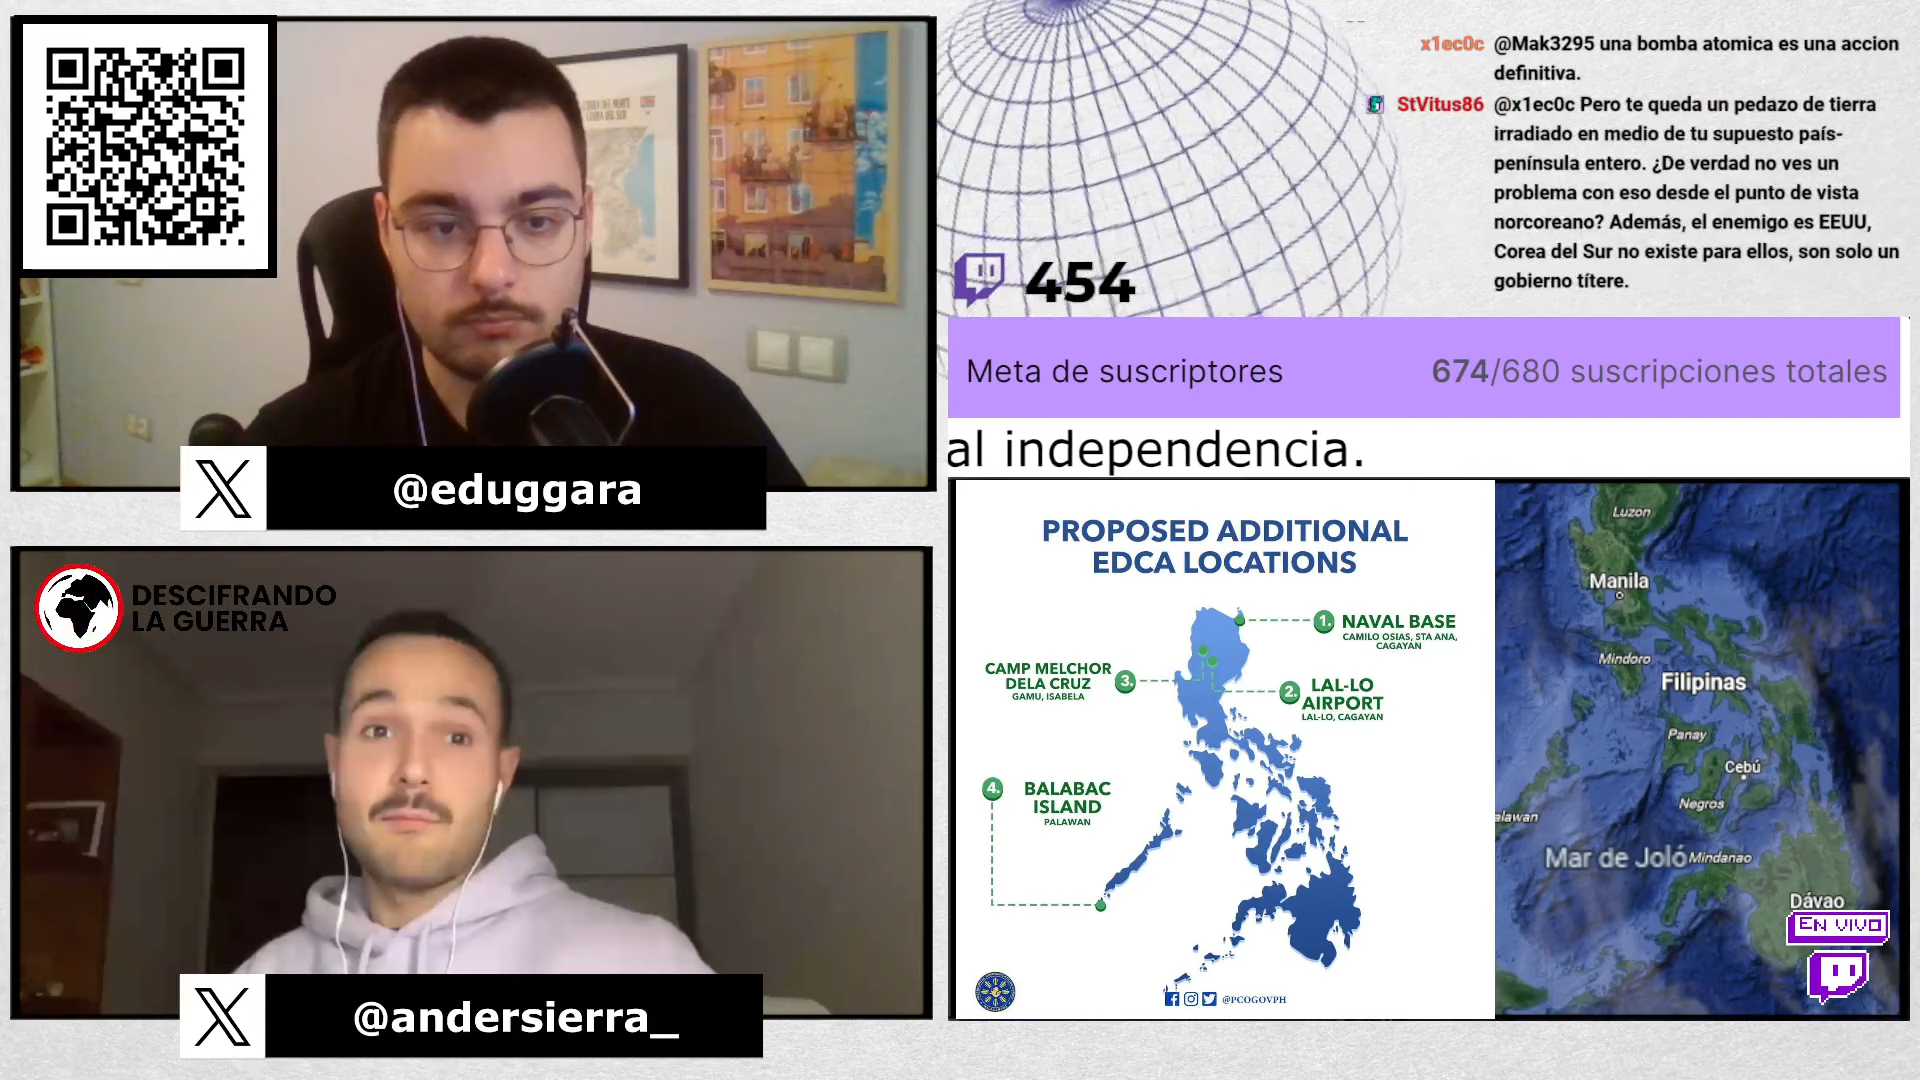 COREA DEL NORTE
COREA DEL SUR
@eduggara
DESCIFRANDO
LA GUERRA
@andersierra_
x1ec0c @Mak3295 una bomba atomica es una accion
definitiva.
StVitus86 @x1ec0c Pero te queda un pedazo de tierra
irradiado en medio de tu supuesto país-
península entero. ¿De verdad no ves un
problema con eso desde el punto de vista
norcoreano? Además, el enemigo es EEUU,
Corea del Sur no existe para ellos, son solo un
gobierno títere.
454
Meta de suscriptores 674/680 suscripciones totales
al independencia.
PROPOSED ADDITIONAL
EDCA LOCATIONS
1. NAVAL BASE
CAMILO OSIAS, STA ANA,
CAGAYAN
CAMP MELCHOR
DELA CRUZ
GAMU, ISABELA
3.
2. LAL-LO
AIRPORT
LAL-LO, CAGAYAN
4. BALABAC
ISLAND
PALAWAN
@PCOGOVPH
Luzon
Manila
Mindoro
Filipinas
Panay
Cebú
Negros
alawan
Mar de Joló
Mindanao
Dávao
EN VIVO